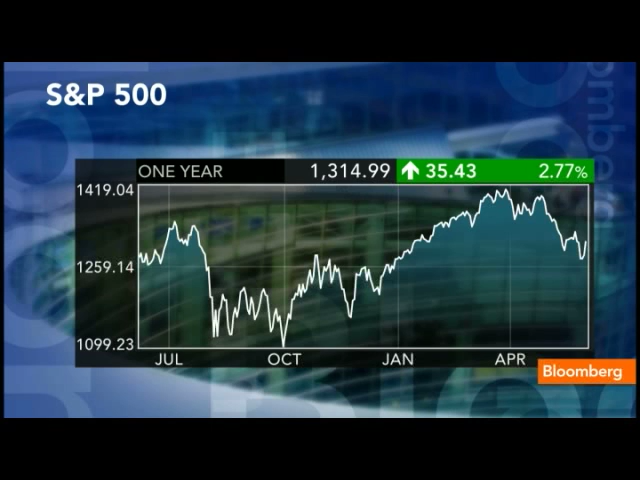 S&P 500
ONE YEAR 1,314.99 35.43 2.77%
1419.04
1259.14
1099.23
JUL OCT JAN APR
Bloomberg